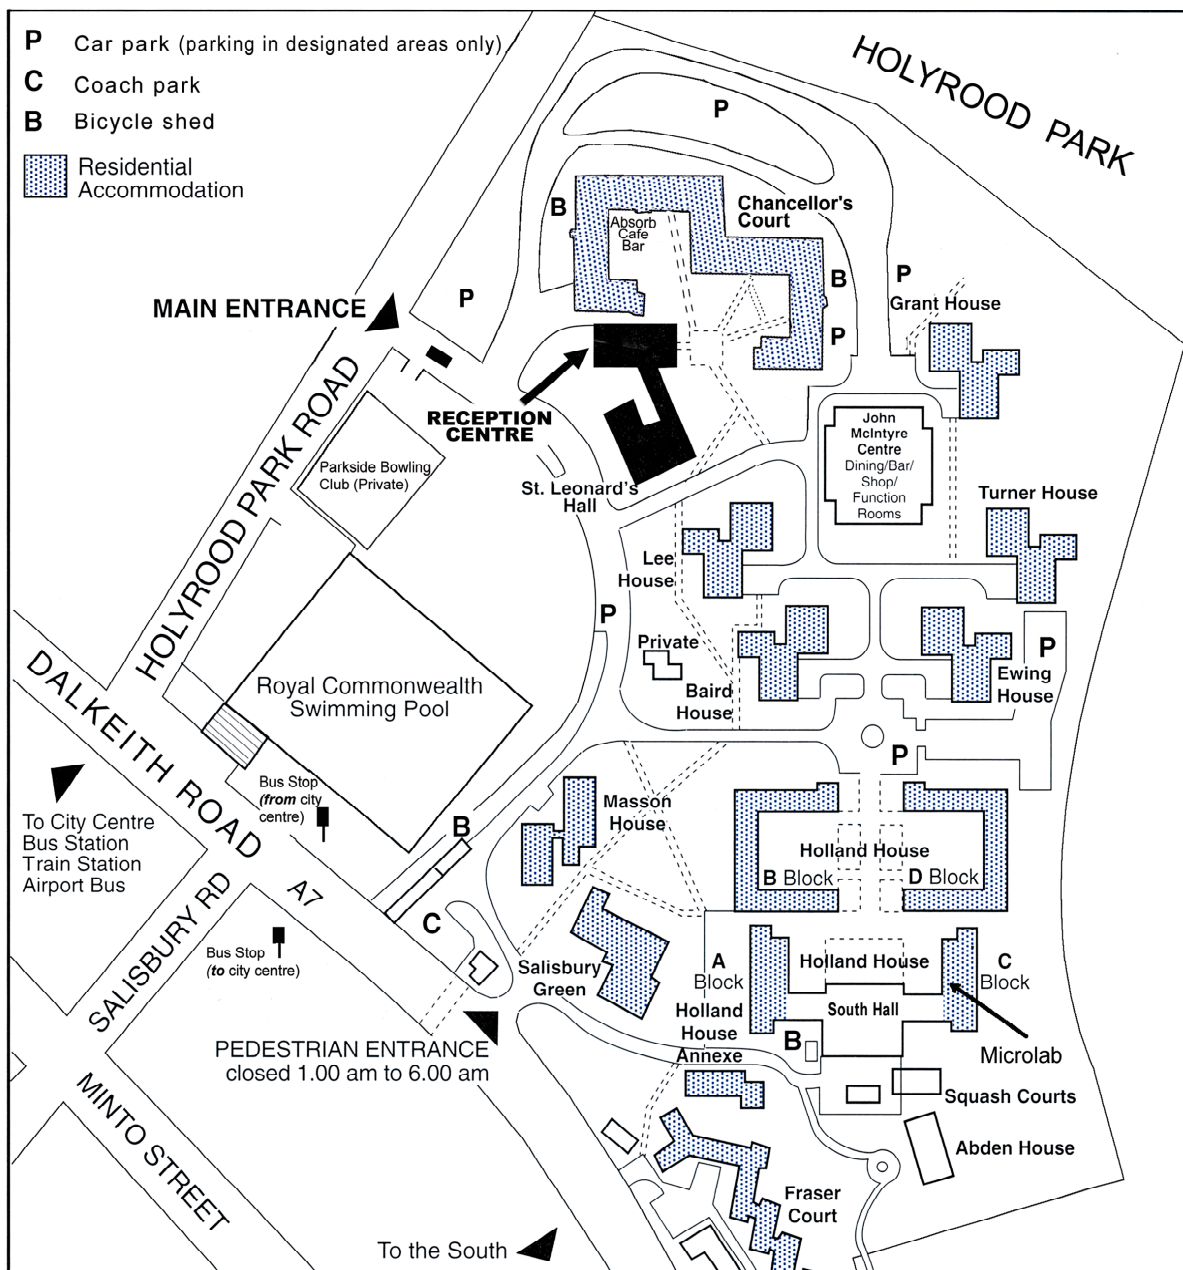 P Car park (parking in designated areas only)
C Coach park
B Bicycle shed
Residential
Accommodation
HOLYROOD PARK
P
B
Absorb
Cafe
Bar
Chancellor's
Court
B
P
P
Grant House
P
MAIN ENTRANCE
RECEPTION
CENTRE
HOLYROOD PARK ROAD
Parkside Bowling
Club (Private)
St. Leonard's
Hall
John
McIntyre
Centre
Dining/Bar/
Shop/
Function
Rooms
Turner House
Lee
House
P
Private
Baird
House
P
Ewing
House
P
Royal Commonwealth
Swimming Pool
DALKEITH ROAD
A7
To City Centre
Bus Station
Train Station
Airport Bus
Bus Stop
(from city
centre)
B
C
Masson
House
Holland House
B Block
D Block
SALISBURY RD
Bus Stop
(to city centre)
Salisbury
Green
A
Block
Holland House
C
Block
South Hall
Holland
House
Annexe
B
Microlab
PEDESTRIAN ENTRANCE
closed 1.00 am to 6.00 am
Squash Courts
Abden House
MINTO STREET
Fraser
Court
To the South